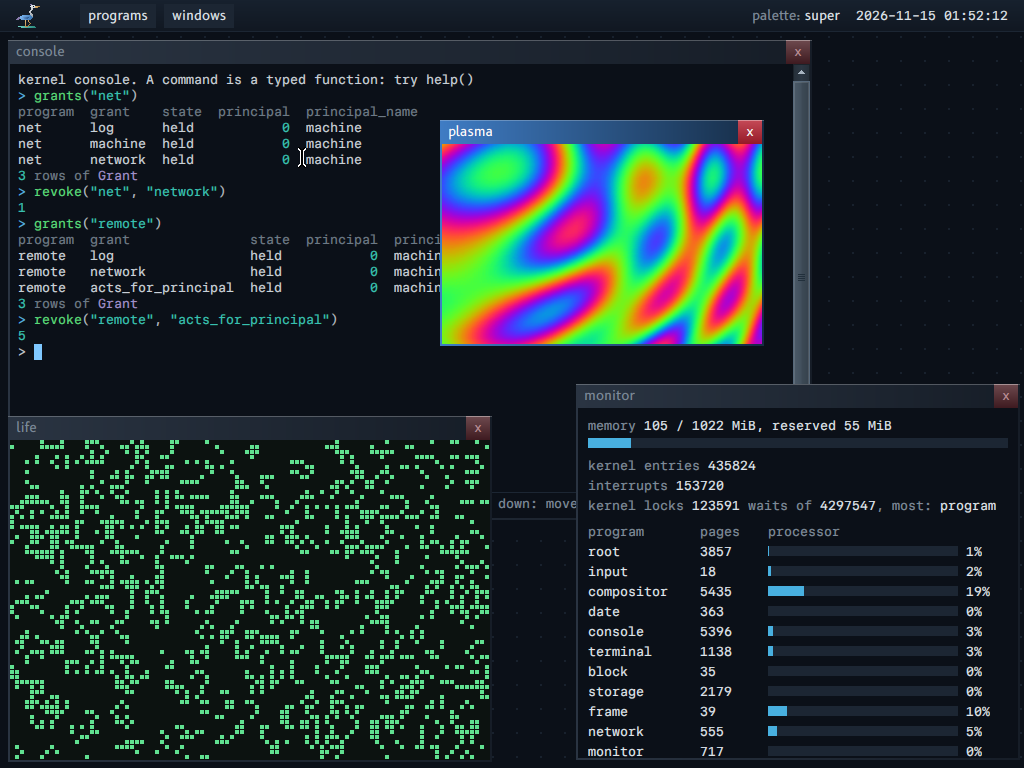 programs windows palette: super 2026-11-15 01:52:12
console x
kernel console. A command is a typed function: try help()
> grants("net")
program grant state principal principal_name
net log held 0 machine
net machine held 0 machine
net network held 0 machine
3 rows of Grant
> revoke("net", "network")
1
> grants("remote")
program grant state principal princi
remote log held 0 machin
remote network held 0 machin
remote acts_for_principal held 0 machin
3 rows of Grant
> revoke("remote", "acts_for_principal")
5
>
plasma x
life x
down: move
monitor x
memory 105 / 1022 MiB, reserved 55 MiB
kernel entries 435824
interrupts 153720
kernel locks 123591 waits of 4297547, most: program
program pages processor
root 3857 1%
input 18 2%
compositor 5435 19%
date 363 0%
console 5396 3%
terminal 1138 3%
block 35 0%
storage 2179 0%
frame 39 10%
network 555 5%
monitor 717 0%